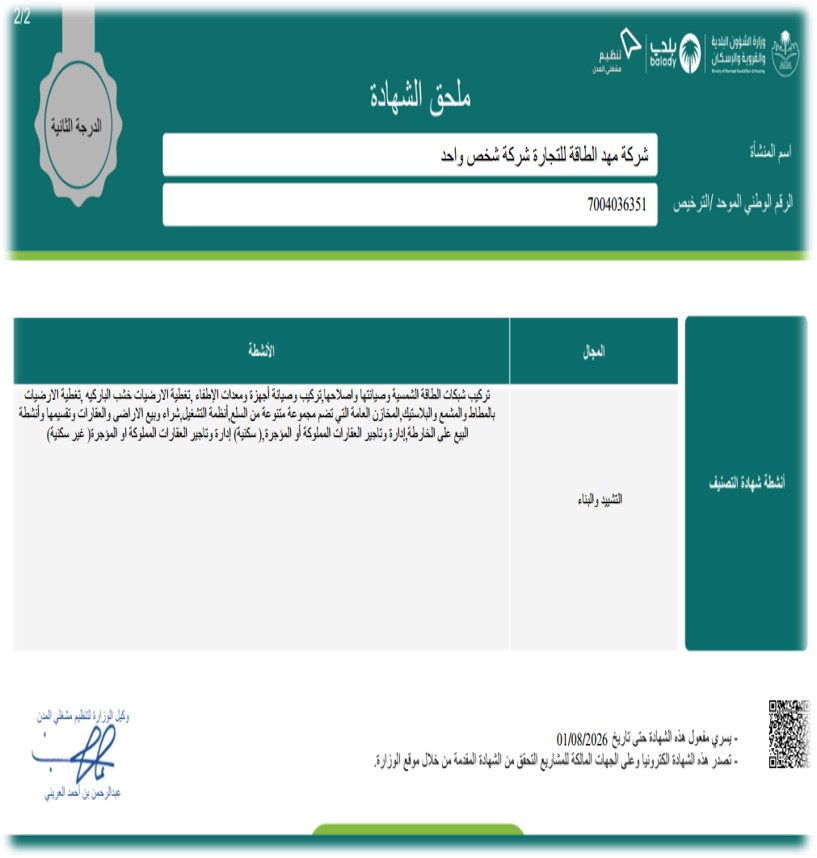 2/2
وزارة الشؤون البلدية
والقروية والإسكان
بلدي
balady
تنظيم
مشغلي المدن
الدرجة الثانية
ملحق الشهادة
اسم المنشأة
شركة مهد الطاقة للتجارة شركة شخص واحد
الرقم الوطني الموحد /الترخيص
7004036351
المجال
الأنشطة
أنشطة شهادة التصنيف
التشييد والبناء
تركيب شبكات الطاقة الشمسية وصيانتها واصلاحها,تركيب وصيانة أجهزة ومعدات الإطفاء ,تغطية الارضيات خشب الباركيه ,تغطية الارضيات
بالمطاط والمشمع والبلاستيك,المخازن العامة التي تضم مجموعة متنوعة من السلع,أنظمة التشغيل,شراء وبيع الاراضي والعقارات وتقسيمها وأنشطة
البيع على الخارطة,إدارة وتاجير العقارات المملوكة أو المؤجرة,( سكنية) إدارة وتاجير العقارات المملوكة او المؤجرة( غير سكنية)
- يسري مفعول هذه الشهادة حتى تاريخ 01/08/2026
- تصدر هذه الشهادة الكترونيا وعلى الجهات المالكة للمشاريع التحقق من الشهادة المقدمة من خلال موقع الوزارة.
وكيل الوزارة لتنظيم مشغلي المدن
عبدالرحمن بن أحمد العريني